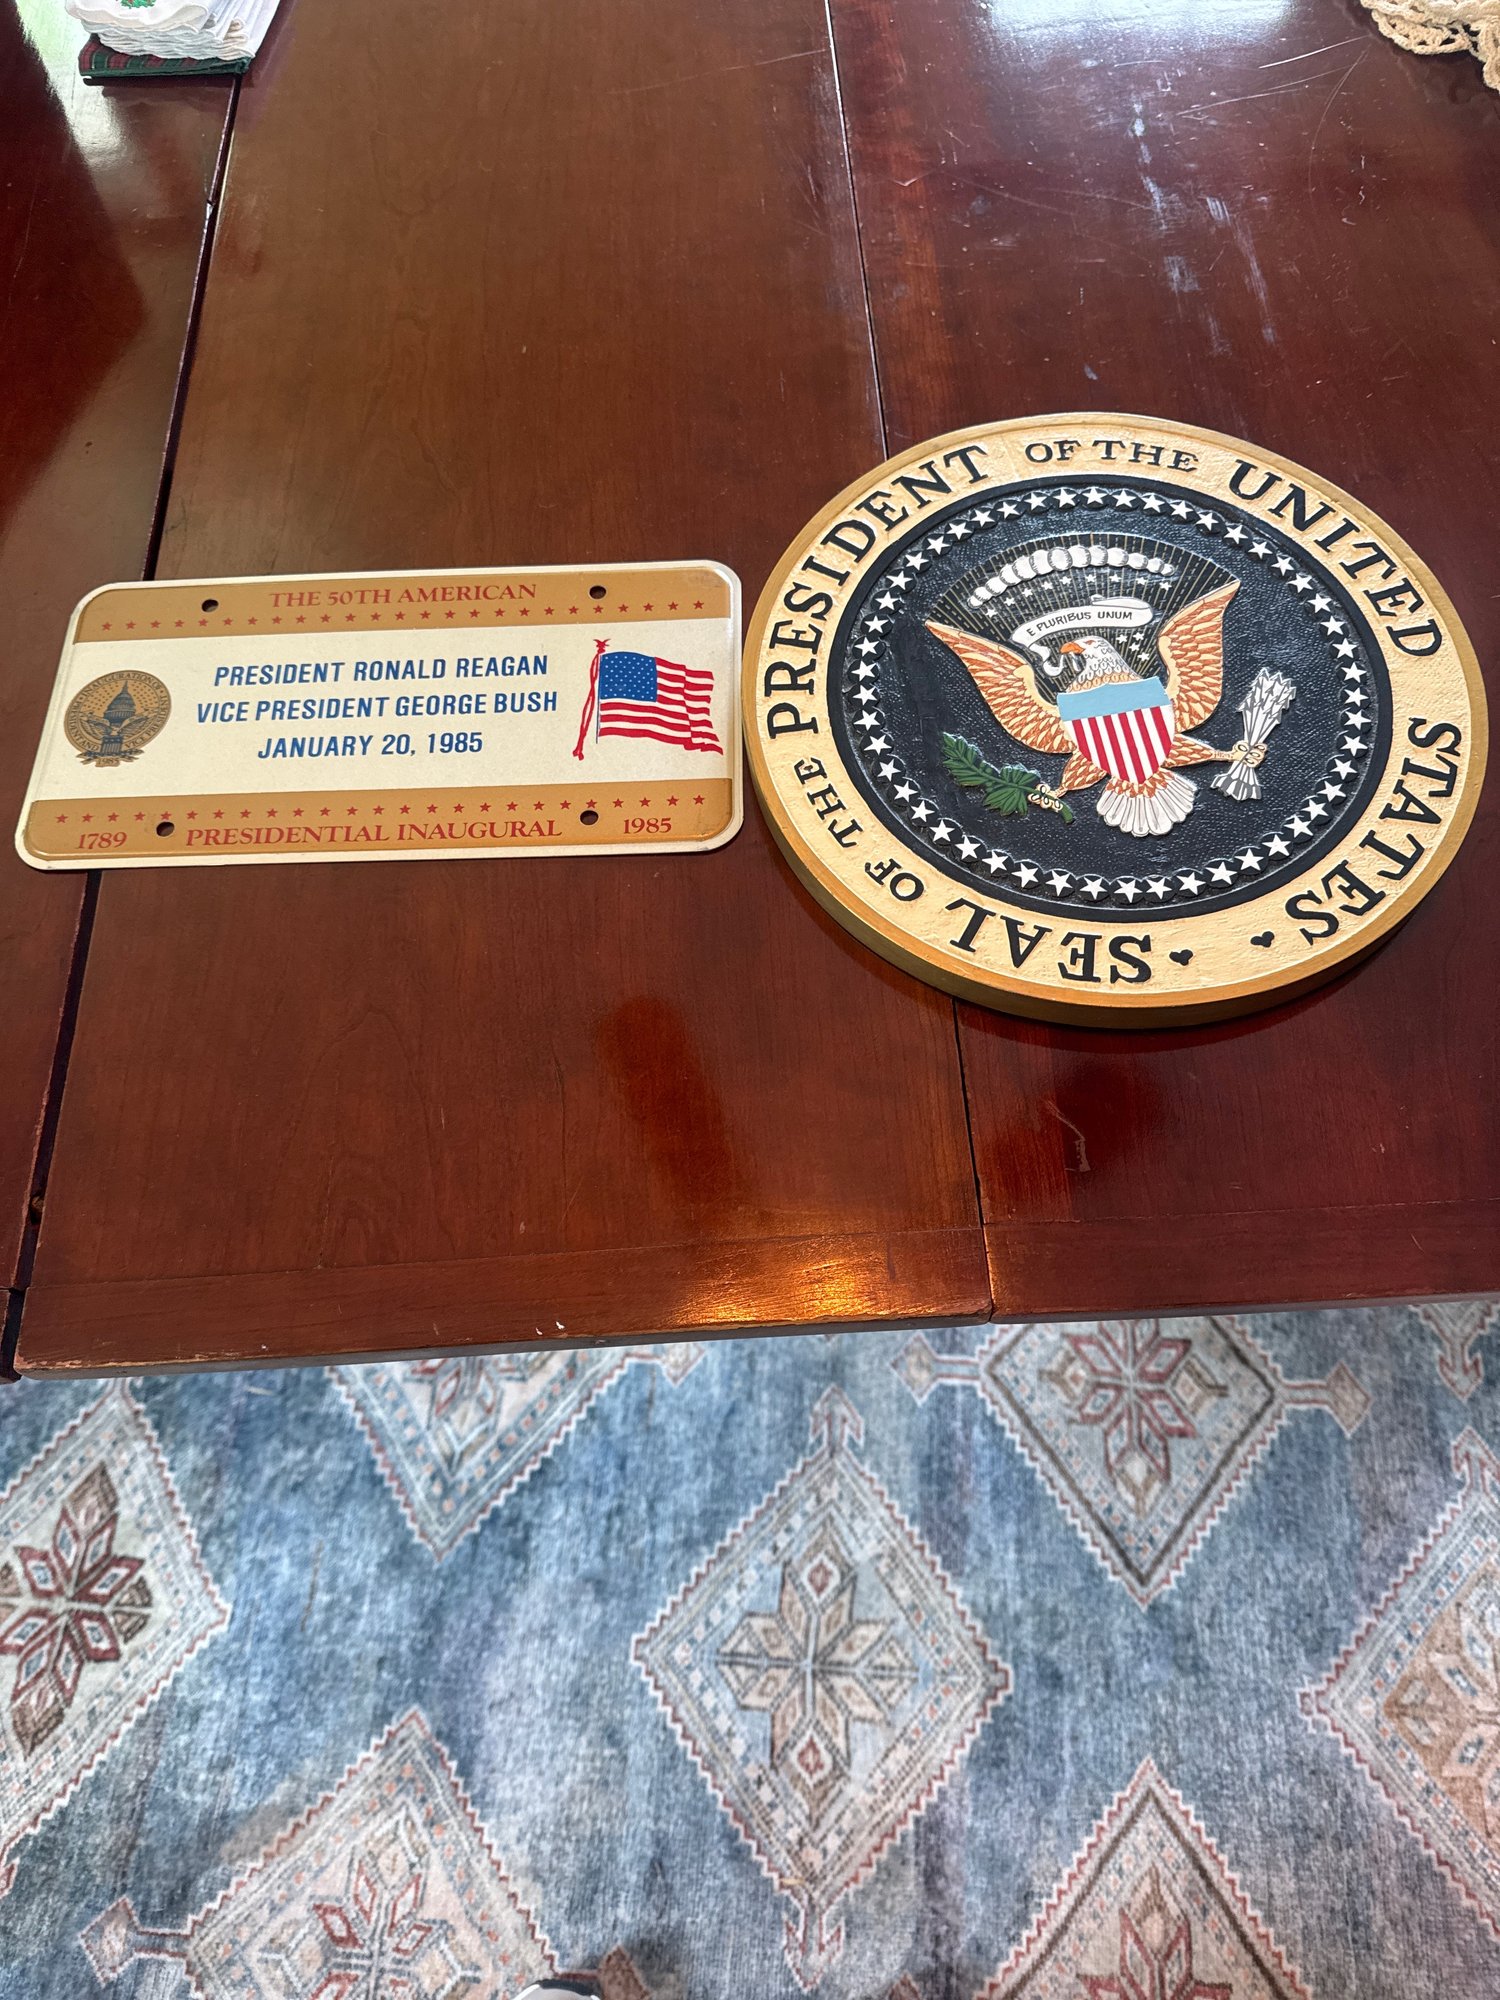 THE 50TH AMERICAN
PRESIDENT RONALD REAGAN
VICE PRESIDENT GEORGE BUSH
JANUARY 20, 1985
1789 PRESIDENTIAL INAUGURAL 1985
1985
SEAL OF THE PRESIDENT OF THE UNITED STATES
E PLURIBUS UNUM